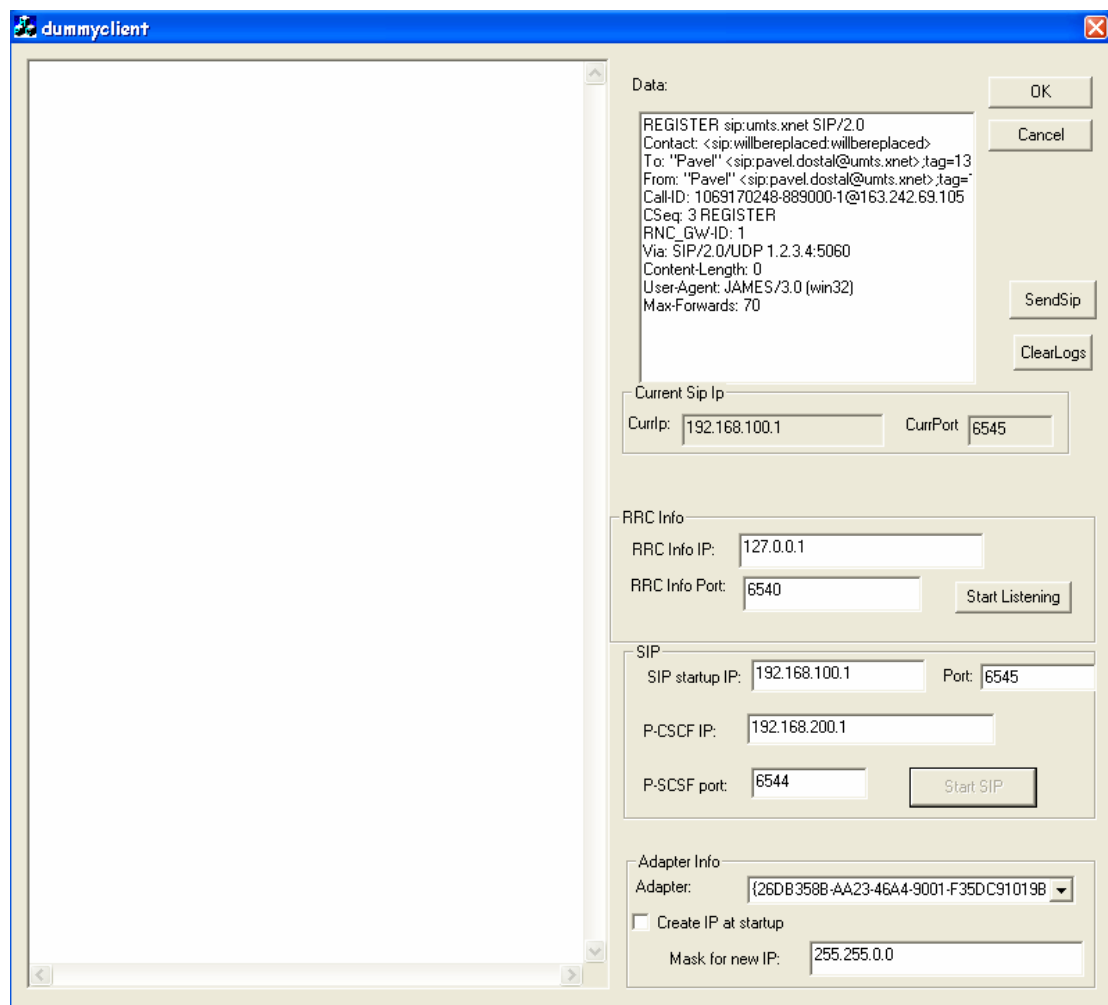 dummyclient
Data:
OK
Cancel
REGISTER sip:umts.xnet SIP/2.0
Contact: <sip:willbereplaced:willbereplaced>
To: "Pavel" <sip:pavel.dostal@umts.xnet>;tag=13
From: "Pavel" <sip:pavel.dostal@umts.xnet>;tag=
Call-ID: 1069170248-889000-1@163.242.69.105
CSeq: 3 REGISTER
RNC_GW-ID: 1
Via: SIP/2.0/UDP 1.2.3.4:5060
Content-Length: 0
User-Agent: JAMES/3.0 (win32)
Max-Forwards: 70
SendSip
ClearLogs
Current Sip Ip
CurrIp: 192.168.100.1 CurrPort 6545
RRC Info
RRC Info IP: 127.0.0.1
RRC Info Port: 6540 Start Listening
SIP
SIP startup IP: 192.168.100.1 Port: 6545
P-CSCF IP: 192.168.200.1
P-SCSF port: 6544 Start SIP
Adapter Info
Adapter: {26DB358B-AA23-46A4-9001-F35DC91019B
Create IP at startup
Mask for new IP: 255.255.0.0